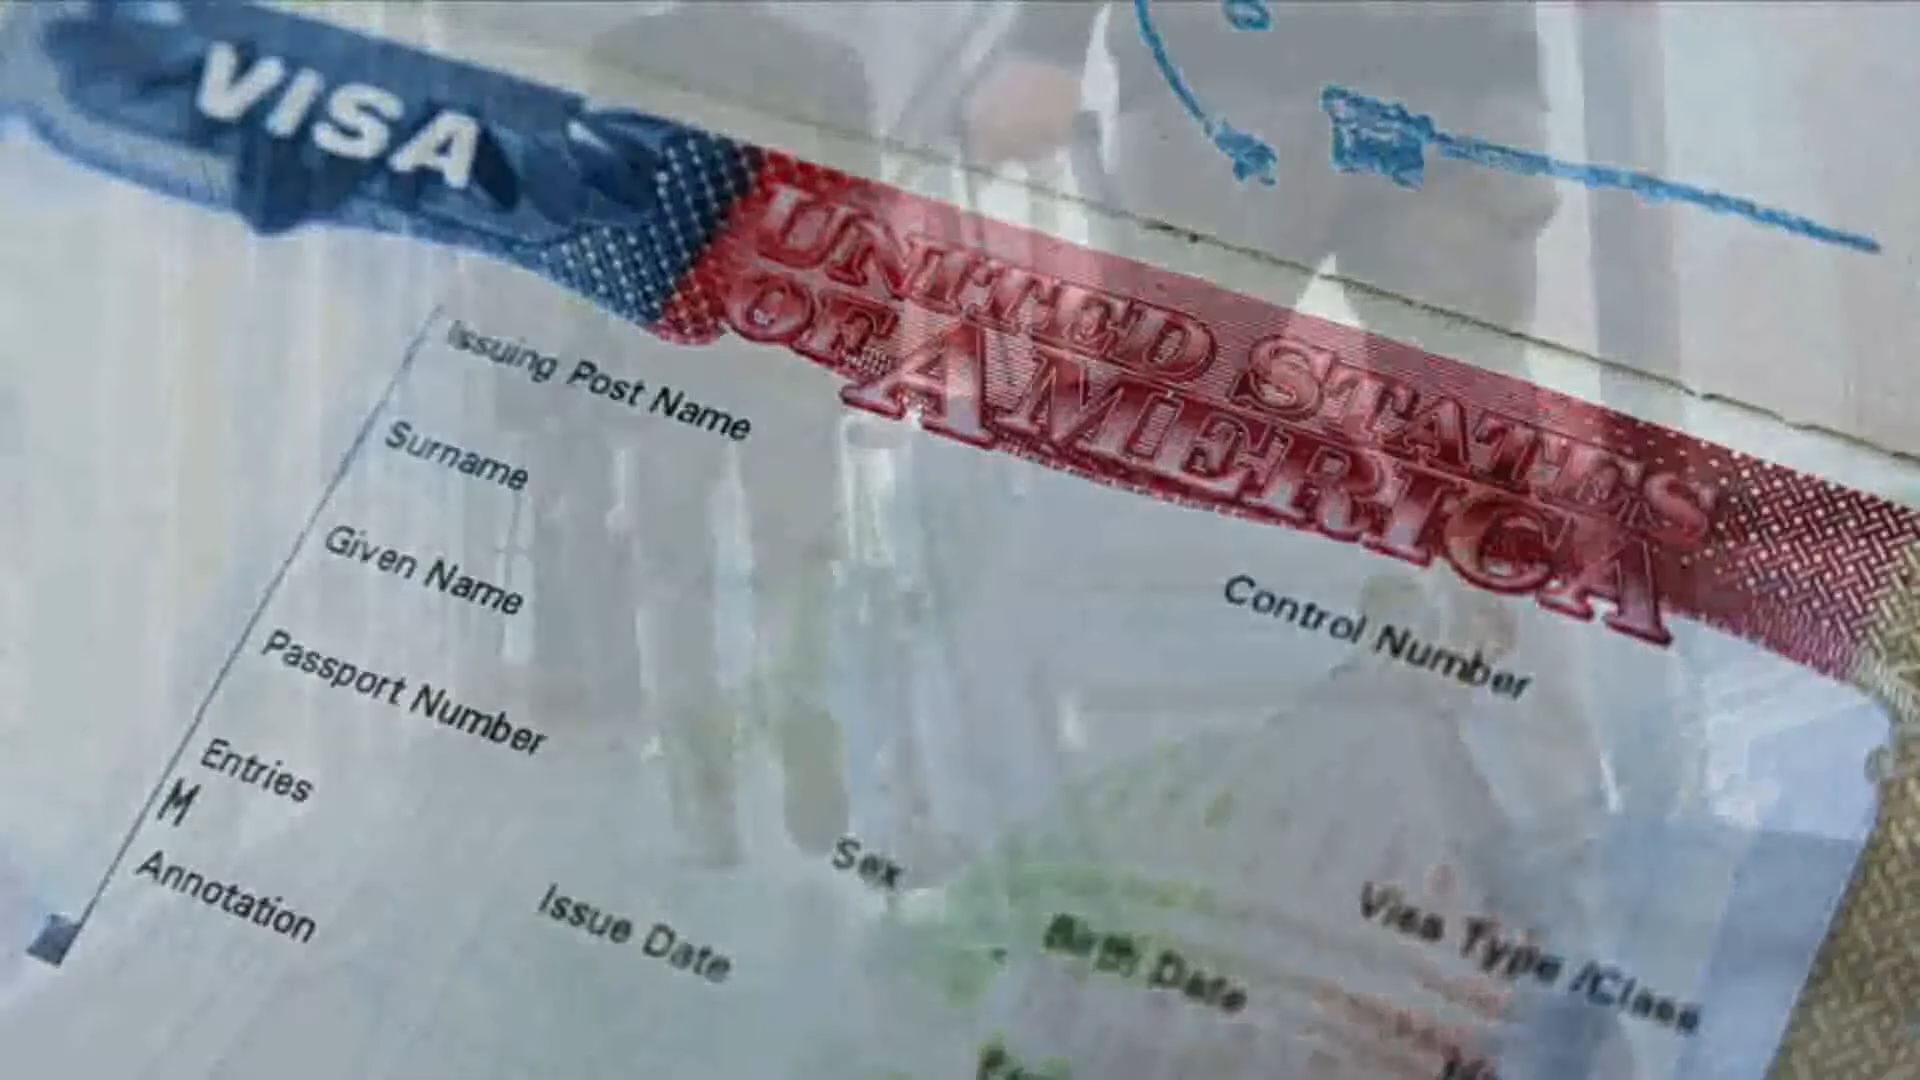 VISA
UNITED STATES
OF AMERICA
Issuing Post Name
Surname
Control Number
Given Name
Passport Number
Entries
M
Sex
Visa Type /Class
Annotation
Issue Date
Birth Date